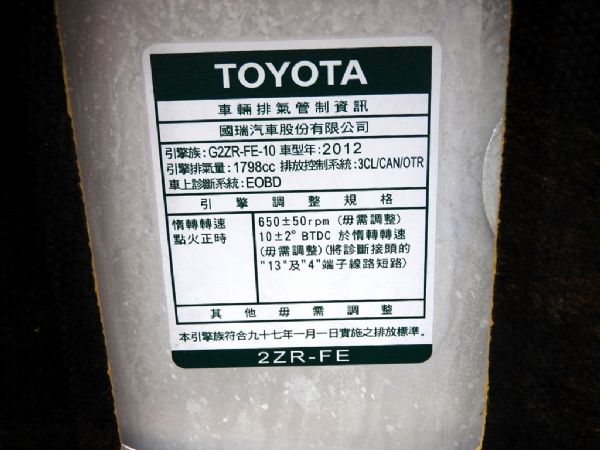 TOYOTA
車輛排氣管制資訊
國瑞汽車股份有限公司
引擎族:G2ZR-FE-10 車型年:2012
引擎排氣量:1798cc 排放控制系統:3CL/CAN/OTR
車上診斷系統:EOBD
引擎調整規格
惰轉轉速 650±50rpm (毋需調整)
點火正時 10±2° BTDC 於惰轉轉速
(毋需調整)(將診斷接頭的
"13"及"4"端子線路短路)
其他毋需調整
本引擎族符合九十七年一月一日實施之排放標準。
2ZR-FE